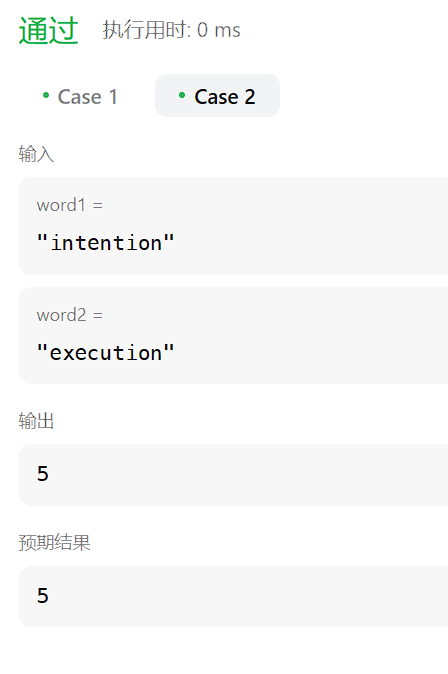 通过 执行用时: 0 ms
Case 1 Case 2
输入
word1 =
"intention"
word2 =
"execution"
输出
5
预期结果
5